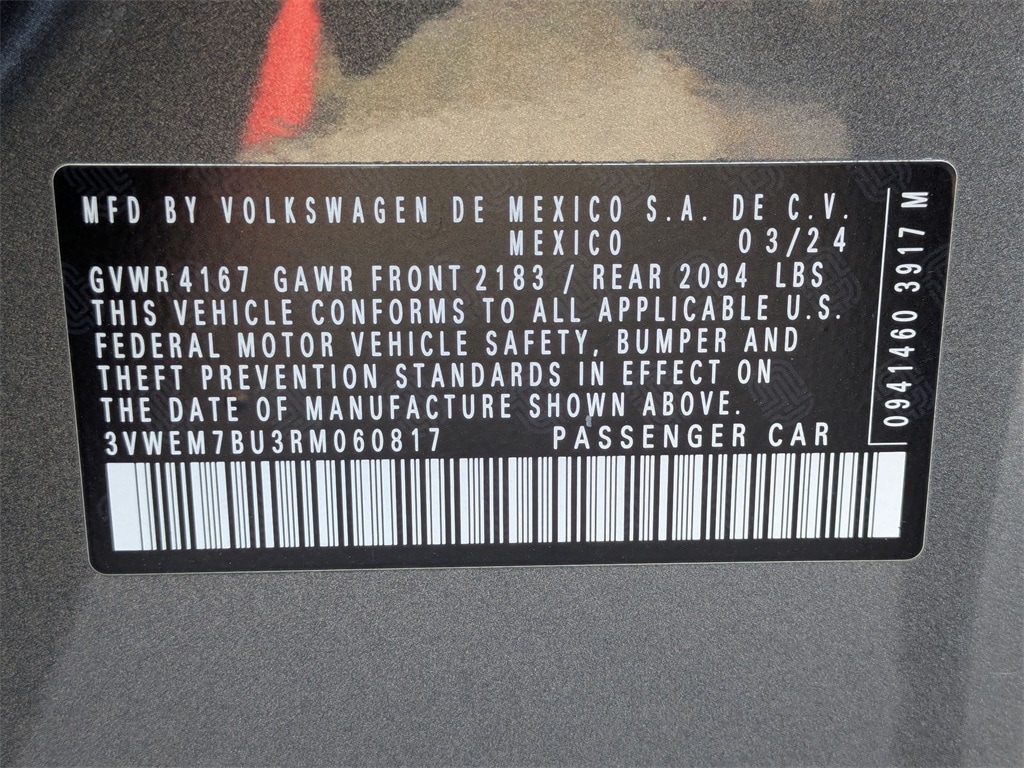 MFD BY VOLKSWAGEN DE MEXICO S.A. DE C.V.
MEXICO 03/24
GVWR 4167 GAWR FRONT 2183 / REAR 2094 LBS
THIS VEHICLE CONFORMS TO ALL APPLICABLE U.S.
FEDERAL MOTOR VEHICLE SAFETY, BUMPER AND
THEFT PREVENTION STANDARDS IN EFFECT ON
THE DATE OF MANUFACTURE SHOWN ABOVE.
3VWEM7BU3RM060817 PASSENGER CAR
0941460 3917 M